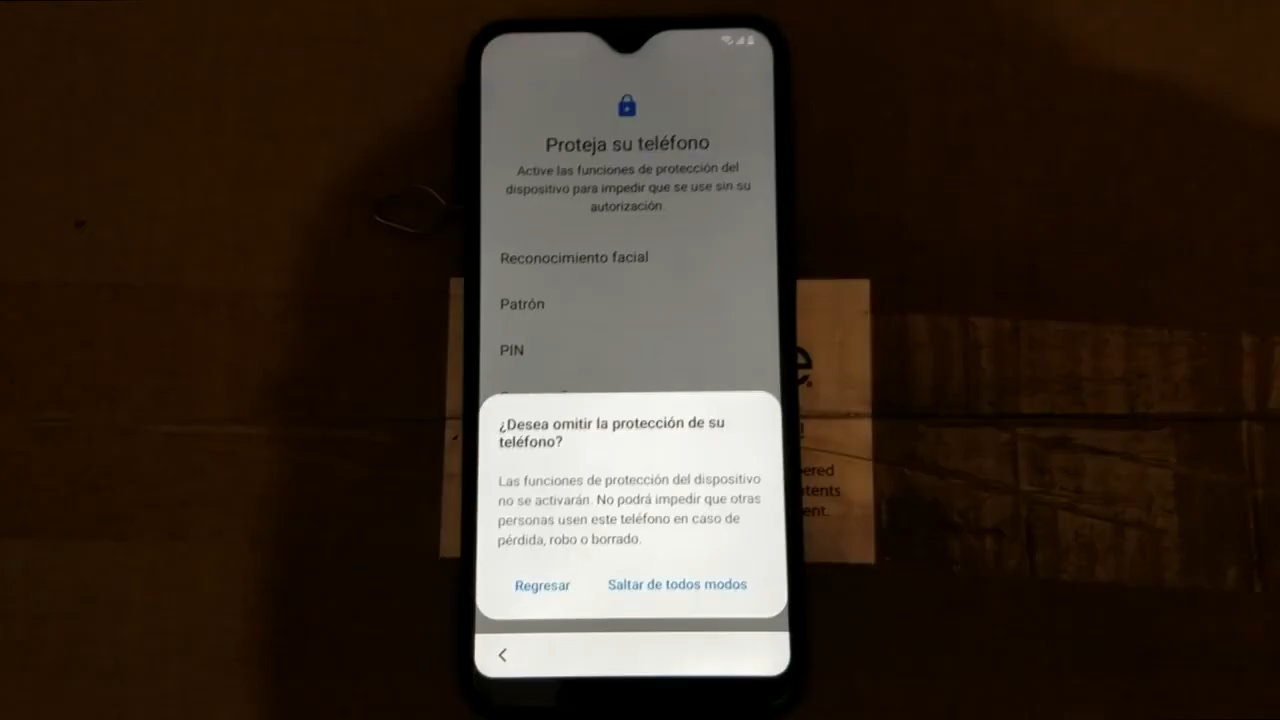 Proteja su teléfono
Active las funciones de protección del
dispositivo para impedir que se use sin su
autorización.
Reconocimiento facial
Patrón
PIN
¿Desea omitir la protección de su
teléfono?
Las funciones de protección del dispositivo
no se activarán. No podrá impedir que otras
personas usen este teléfono en caso de
pérdida, robo o borrado.
Regresar
Saltar de todos modos
e
!
ered
tents
ent.